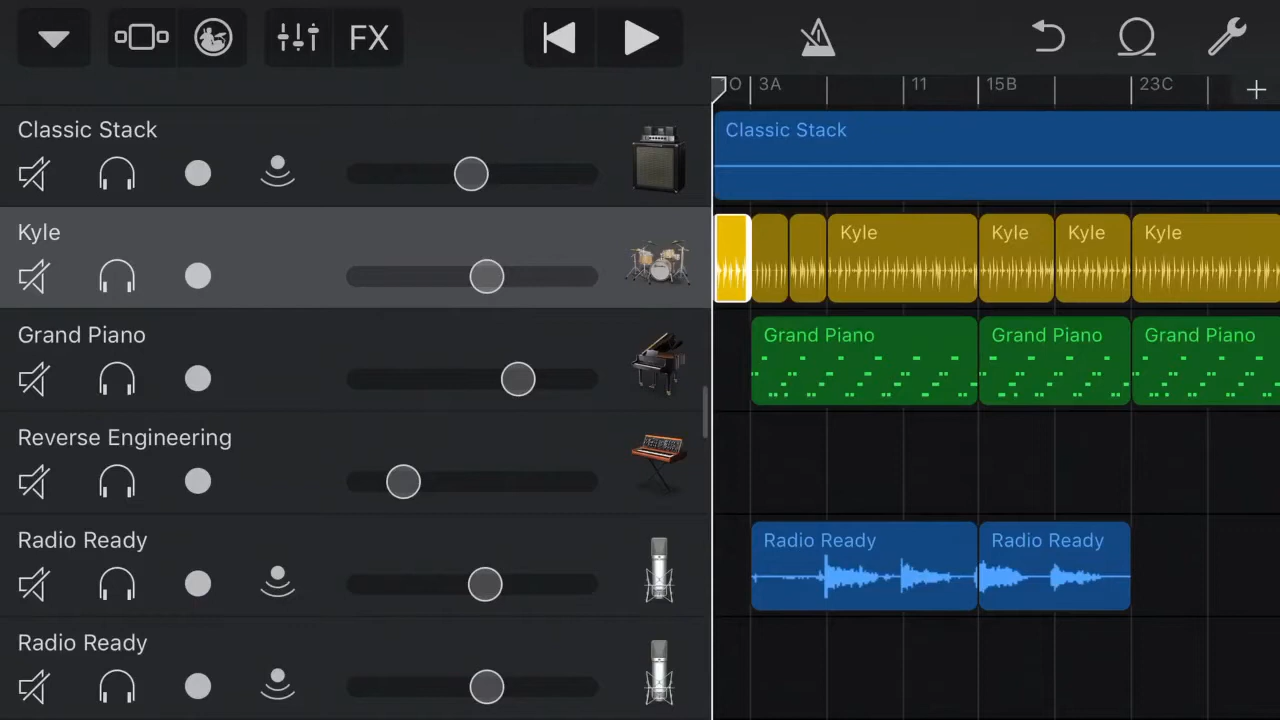 FX
O 3A 11 15B 23C
Classic Stack
Classic Stack
Kyle
Kyle Kyle Kyle Kyle
Grand Piano
Grand Piano Grand Piano Grand Piano
Reverse Engineering
Radio Ready
Radio Ready Radio Ready
Radio Ready